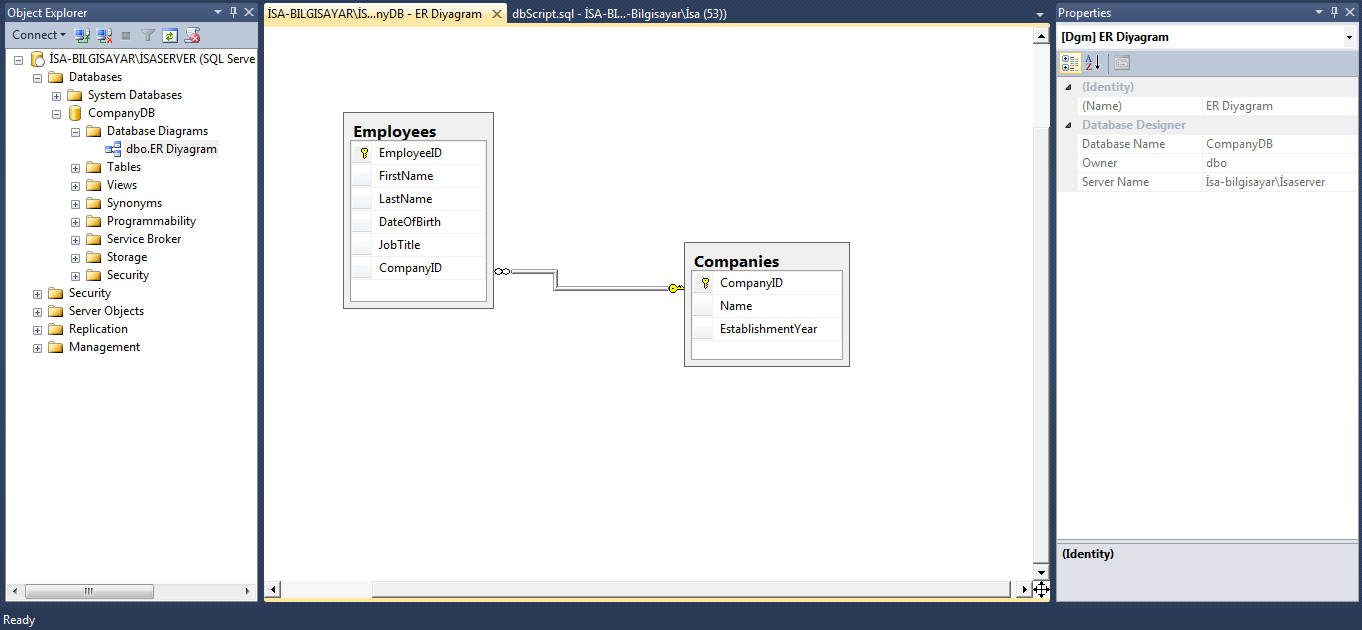 Object Explorer
Connect
İSA-BILGISAYAR\İSASERVER (SQL Serve
Databases
System Databases
CompanyDB
Database Diagrams
dbo.ER Diyagram
Tables
Views
Synonyms
Programmability
Service Broker
Storage
Security
Security
Server Objects
Replication
Management
İSA-BILGISAYAR\İS...nyDB - ER Diyagram
dbScript.sql - İSA-BI...-Bilgisayar\İsa (53))
Employees
EmployeeID
FirstName
LastName
DateOfBirth
JobTitle
CompanyID
Companies
CompanyID
Name
EstablishmentYear
Properties
[Dgm] ER Diyagram
(Identity)
(Name) ER Diyagram
Database Designer
Database Name CompanyDB
Owner dbo
Server Name İsa-bilgisayar\İsaserver
(Identity)
Ready